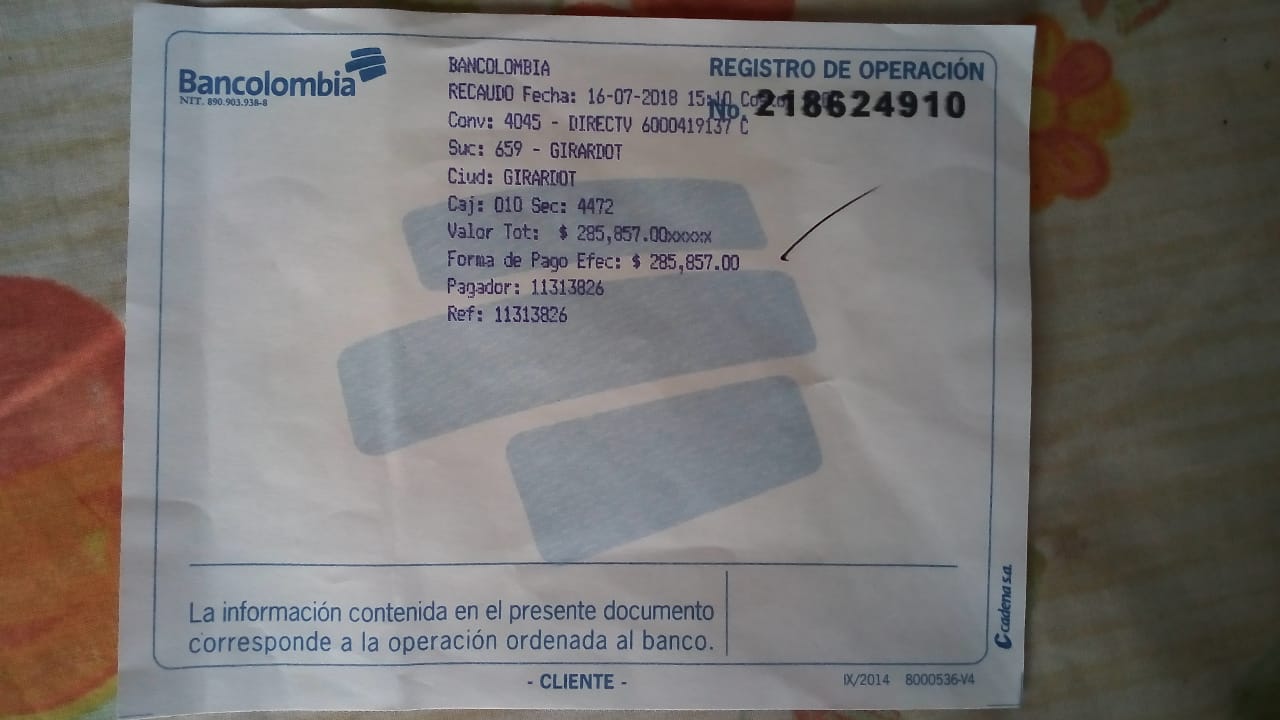 Bancolombia
NIT. 890.903.938-8
REGISTRO DE OPERACIÓN
No. 218624910
BANCOLOMBIA
RECAUDO Fecha: 16-07-2018 15:10
Conv: 4045 - DIRECTV 6000419137 C
Suc: 659 - GIRARDOT
Ciud: GIRARDOT
Caj: 010 Sec: 4472
Valor Tot: $ 285,857.00xxxxx
Forma de Pago Efec: $ 285,857.00
Pagador: 11313826
Ref: 11313826
La información contenida en el presente documento
corresponde a la operación ordenada al banco.
- CLIENTE -
IX/2014 8000536-V4
cadena s.a.